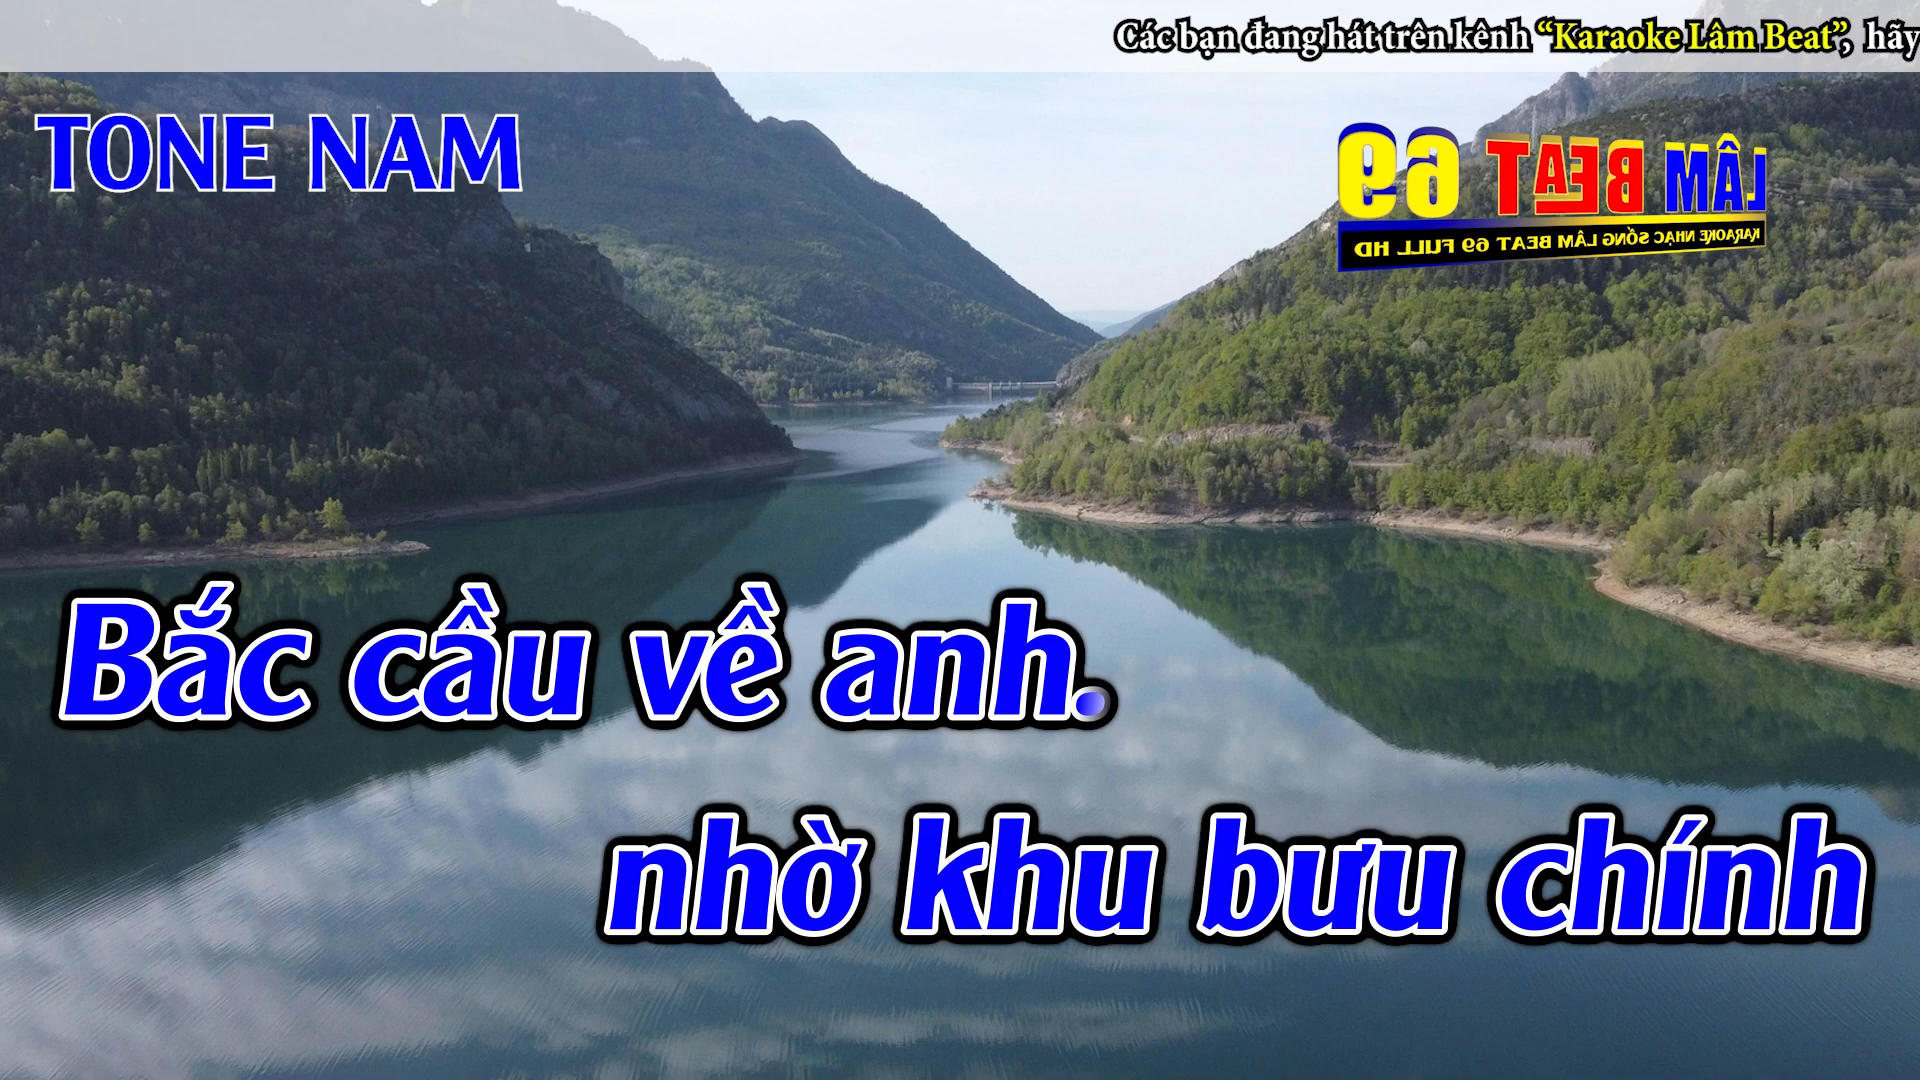 Các bạn đang hát trên kênh “Karaoke Lâm Beat”, hãy
TONE NAM
LÂM BEAT 69
KARAOKE NHẠC SỐNG LÂM BEAT 69 FULL HD
Bắc cầu về anh.
nhờ khu bưu chính